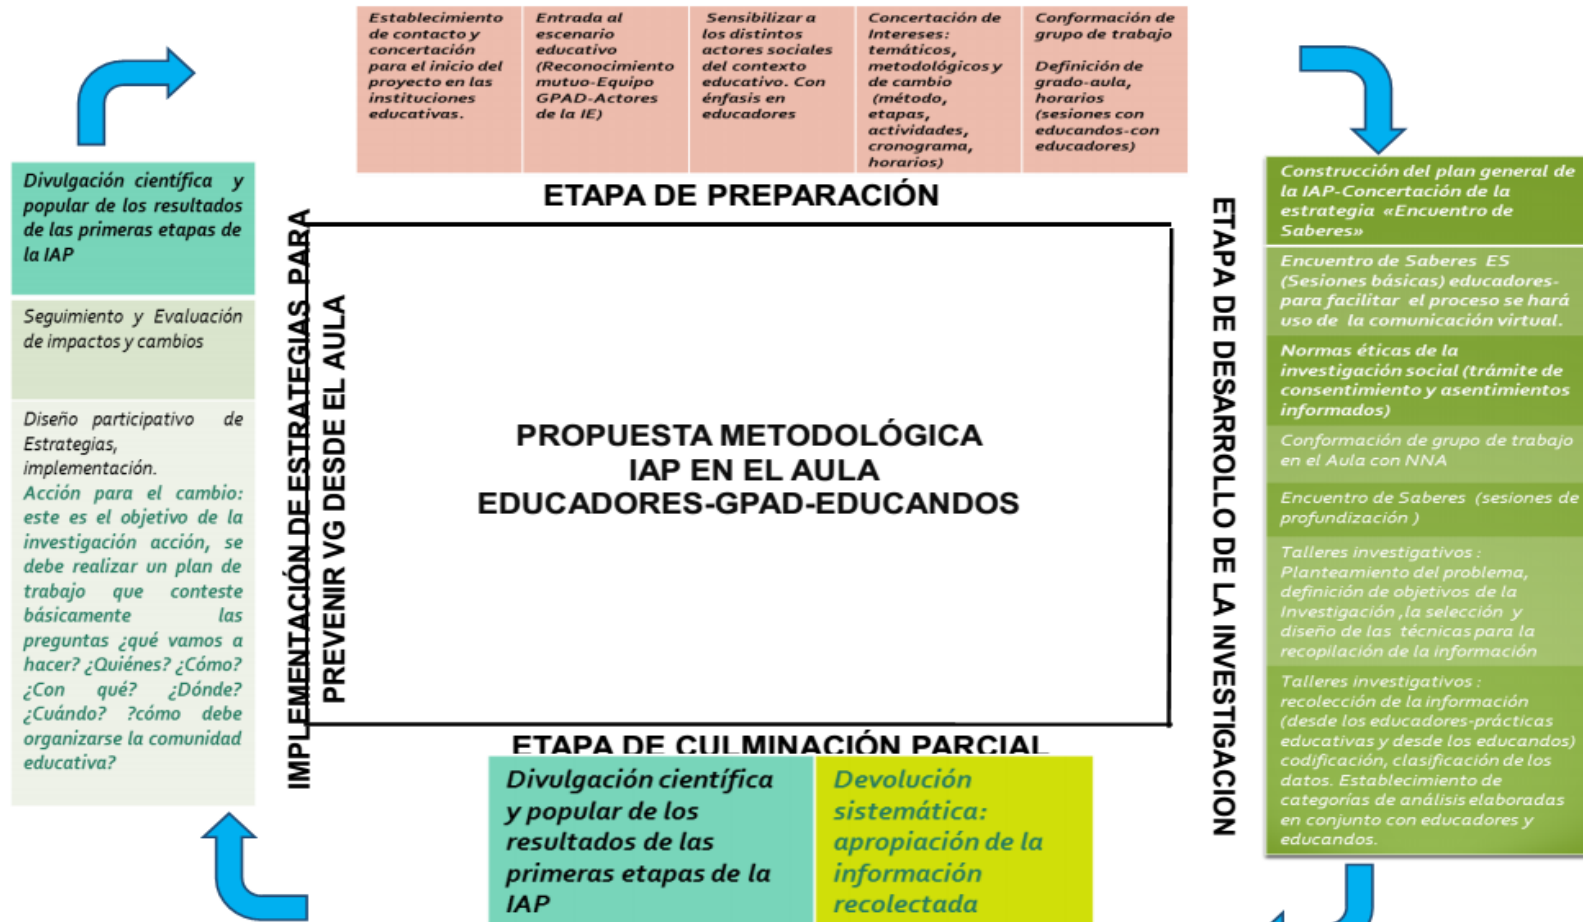 Establecimiento
de contacto y
concertación
para el inicio del
proyecto en las
instituciones
educativas.
Entrada al
escenario
educativo
(Reconocimiento
mutuo-Equipo
GPAD-Actores
de la IE)
Sensibilizar a
los distintos
actores sociales
del contexto
educativo. Con
énfasis en
educadores
Concertación de
Intereses:
temáticos,
metodológicos y
de cambio
(método,
etapas,
actividades,
cronograma,
horarios)
Conformación de
grupo de trabajo
Definición de
grado-aula,
horarios
(sesiones con
educandos-con
educadores)
ETAPA DE PREPARACIÓN
Construcción del plan general de
la IAP-Concertación de la
estrategia «Encuentro de
Saberes»
Encuentro de Saberes ES
(Sesiones básicas) educadores-
para facilitar el proceso se hará
uso de la comunicación virtual.
Normas éticas de la
investigación social (trámite de
consentimiento y asentimientos
informados)
Conformación de grupo de trabajo
en el Aula con NNA
Encuentro de Saberes (sesiones de
profundización )
Talleres investigativos :
Planteamiento del problema,
definición de objetivos de la
Investigación ,la selección y
diseño de las técnicas para la
recopilación de la información
Talleres investigativos :
recolección de la información
(desde los educadores-prácticas
educativas y desde los educandos)
codificación, clasificación de los
datos. Establecimiento de
categorías de análisis elaboradas
en conjunto con educadores y
educandos.
ETAPA DE DESARROLLO DE LA INVESTIGACION
PROPUESTA METODOLÓGICA
IAP EN EL AULA
EDUCADORES-GPAD-EDUCANDOS
ETAPA DE CULMINACIÓN PARCIAL
Divulgación científica
y popular de los
resultados de las
primeras etapas de la
IAP
Devolución
sistemática:
apropiación de la
información
recolectada
IMPLEMENTACIÓN DE ESTRATEGIAS PARA
PREVENIR VG DESDE EL AULA
Divulgación científica y
popular de los resultados
de las primeras etapas de
la IAP
Seguimiento y Evaluación
de impactos y cambios
Diseño participativo de
Estrategias,
implementación.
Acción para el cambio:
este es el objetivo de la
investigación acción, se
debe realizar un plan de
trabajo que conteste
básicamente las
preguntas ¿qué vamos a
hacer? ¿Quiénes? ¿Cómo?
¿Con qué? ¿Dónde?
¿Cuándo? ?cómo debe
organizarse la comunidad
educativa?